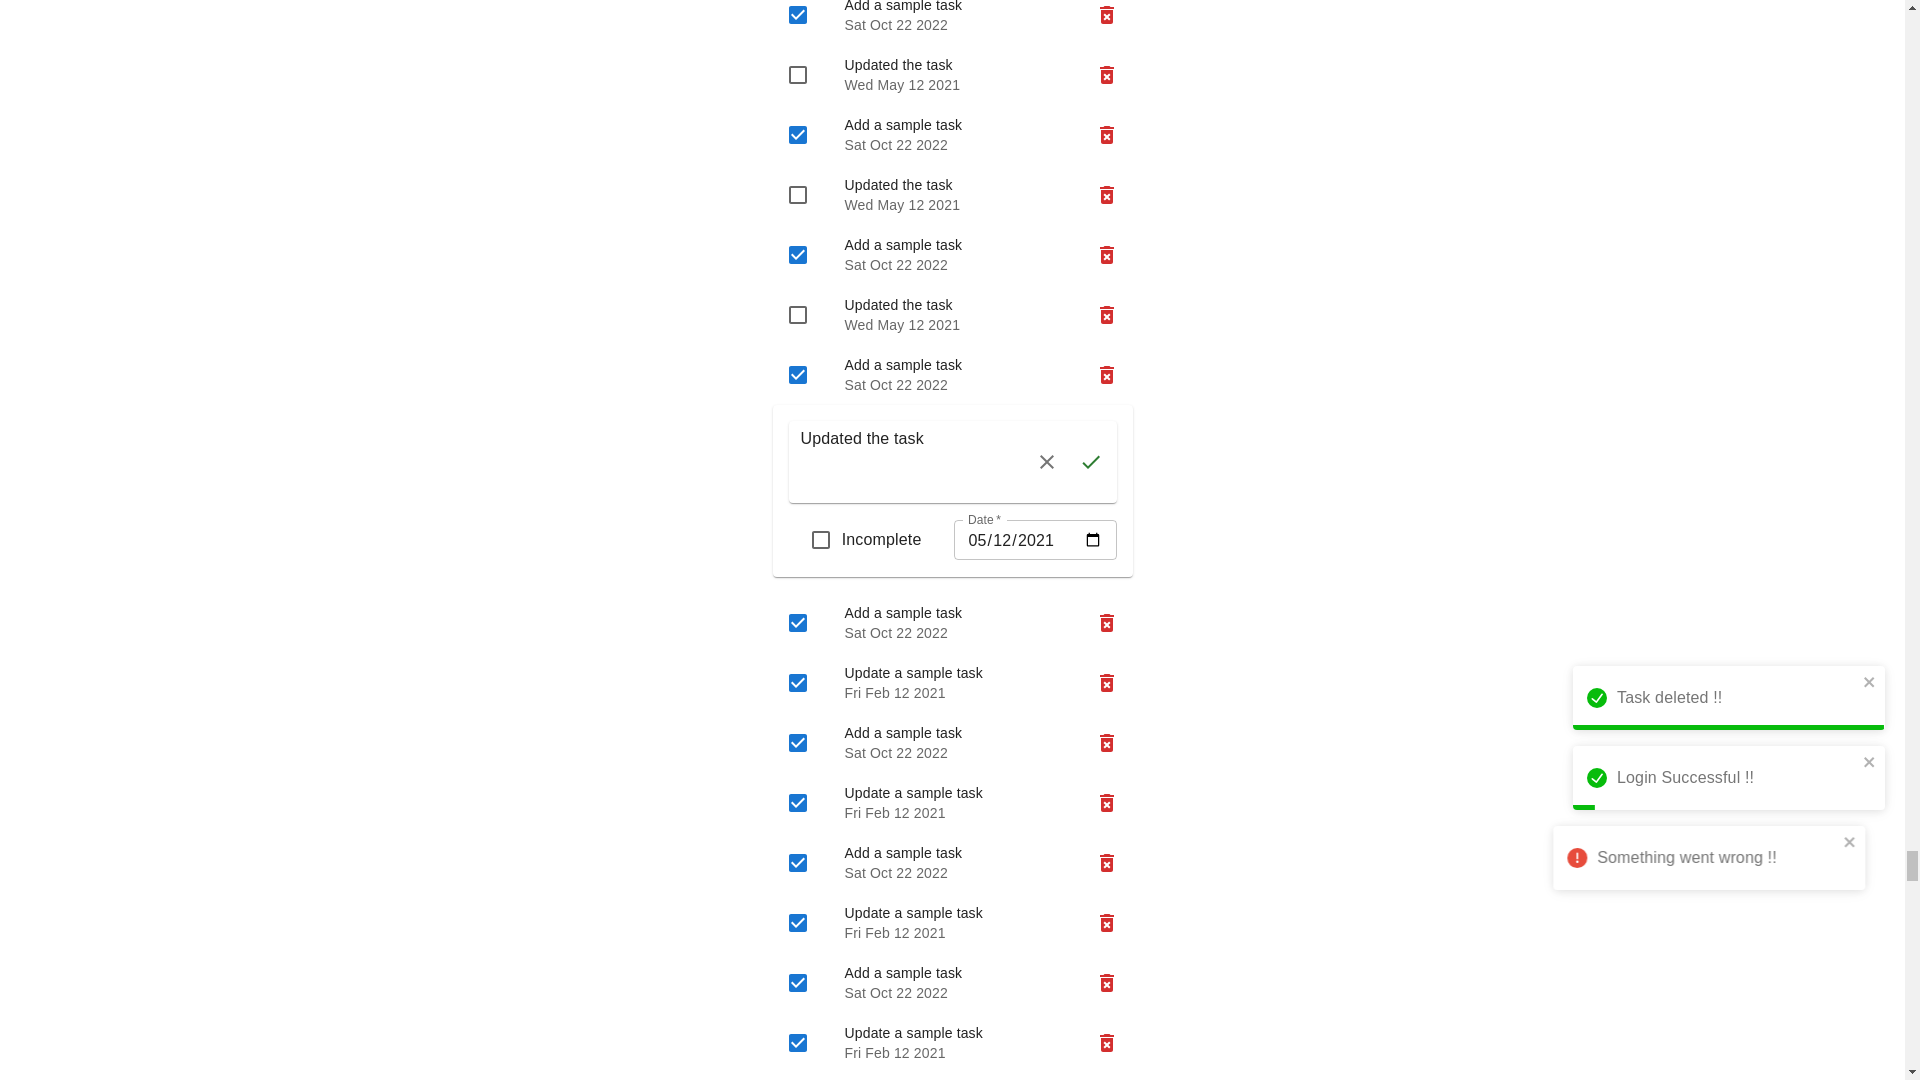 Add a sample task
Sat Oct 22 2022
Updated the task
Wed May 12 2021
Add a sample task
Sat Oct 22 2022
Updated the task
Wed May 12 2021
Add a sample task
Sat Oct 22 2022
Updated the task
Wed May 12 2021
Add a sample task
Sat Oct 22 2022
Updated the task
Incomplete
Date *
05/12/2021
Add a sample task
Sat Oct 22 2022
Update a sample task
Fri Feb 12 2021
Add a sample task
Sat Oct 22 2022
Update a sample task
Fri Feb 12 2021
Add a sample task
Sat Oct 22 2022
Update a sample task
Fri Feb 12 2021
Add a sample task
Sat Oct 22 2022
Update a sample task
Fri Feb 12 2021
Task deleted !!
Login Successful !!
Something went wrong !!